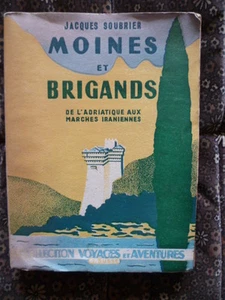 JACQUES SOUBRIER
MOINES
ET
BRIGANDS
DE L'ADRIATIQUE AUX
MARCHES IRANIENNES
COLLECTION VOYAGES ET AVENTURES